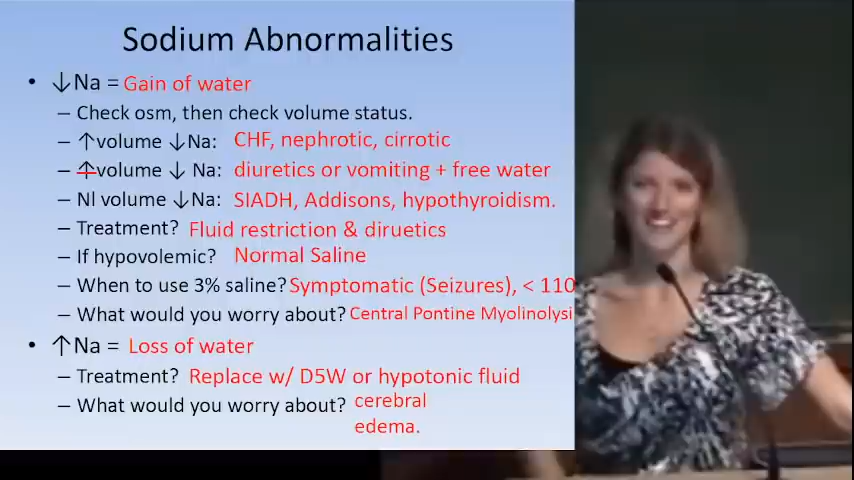 Sodium Abnormalities
• ↓Na = Gain of water
– Check osm, then check volume status.
– ↑volume ↓Na: CHF, nephrotic, cirrotic
– ↑volume ↓ Na: diuretics or vomiting + free water
– Nl volume ↓Na: SIADH, Addisons, hypothyroidism.
– Treatment? Fluid restriction & diruetics
– If hypovolemic? Normal Saline
– When to use 3% saline? Symptomatic (Seizures), < 110
– What would you worry about? Central Pontine Myolinolysi
• ↑Na = Loss of water
– Treatment? Replace w/ D5W or hypotonic fluid
– What would you worry about? cerebral
edema.